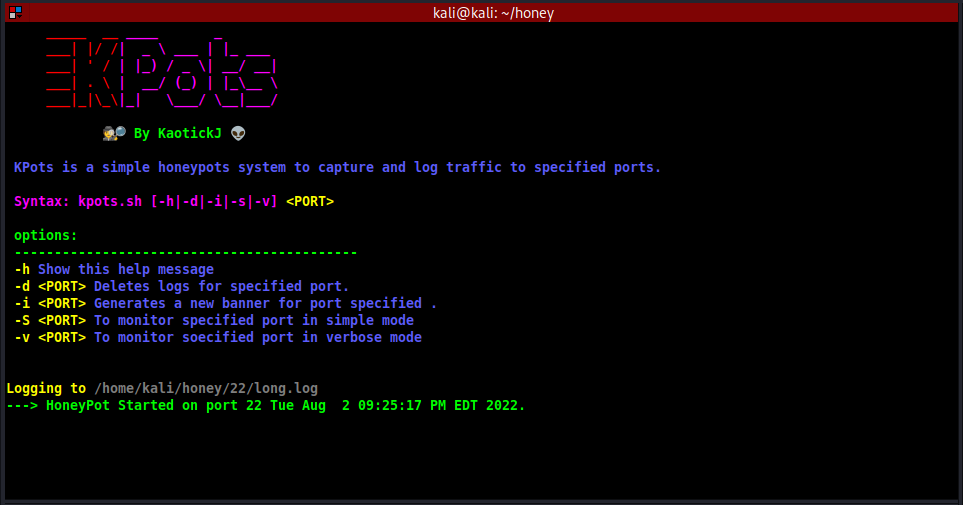 kali@kali: ~/honey
KPots
By KaotickJ
KPots is a simple honeypots system to capture and log traffic to specified ports.
Syntax: kpots.sh [-h|-d|-i|-s|-v] <PORT>
options:
-------------------------------------------
-h Show this help message
-d <PORT> Deletes logs for specified port.
-i <PORT> Generates a new banner for port specified .
-S <PORT> To monitor specified port in simple mode
-v <PORT> To monitor soecified port in verbose mode
Logging to /home/kali/honey/22/long.log
---> HoneyPot Started on port 22 Tue Aug  2 09:25:17 PM EDT 2022.